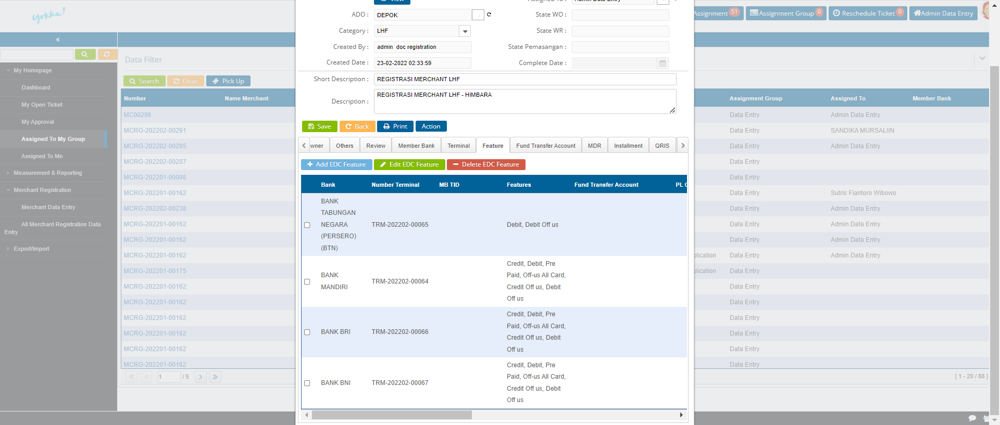 yokke!
View
Assigned To :
Admin Data Entry
Assignment 51
Assignment Group 0
Reschedule Ticket 0
Admin Data Entry
ADO :
DEPOK
State WO :
Category :
LHF
State WR :
Created By :
admin  doc registration
State Pemasangan :
Created Date :
23-02-2022 02:33:59
Complete Date :
Short Description :
REGISTRASI MERCHANT LHF
Description :
REGISTRASI MERCHANT LHF - HIMBARA
Save
Back
Print
Action
wner
Others
Review
Member Bank
Terminal
Feature
Fund Transfer Account
MDR
Installment
QRIS
Add EDC Feature
Edit EDC Feature
Delete EDC Feature
Bank
Number Terminal
MB TID
Features
Fund Transfer Account
PL
BANK
TABUNGAN
NEGARA
(PERSERO)
(BTN)
TRM-202202-00065
Debit, Debit Off us
BANK
MANDIRI
TRM-202202-00064
Credit, Debit, Pre
Paid, Off-us All Card,
Credit Off us, Debit
Off us
BANK BRI
TRM-202202-00066
Credit, Debit, Pre
Paid, Off-us All Card,
Credit Off us, Debit
Off us
BANK BNI
TRM-202202-00067
Credit, Debit, Pre
Paid, Off-us All Card,
Credit Off us, Debit
Off us
My Homepage
Dashboard
My Open Ticket
My Approval
Assigned To My Group
Assigned To Me
Measurement & Reporting
Merchant Registration
Merchant Data Entry
All Merchant Registration Data
Entry
Export/Import
Data Filter
Search
Clear
Pick Up
Number
Name Merchant
Assignment Group
Assigned To
Member Bank
MC00298
Data Entry
Admin Data Entry
MCRG-202202-00291
Data Entry
SANDIKA MURSALIIN
MCRG-202202-00285
Data Entry
Admin Data Entry
MCRG-202202-00207
Data Entry
MCRG-202201-00098
Data Entry
MCRG-202201-00162
Data Entry
Sutris Fiantoro Wibowo
MCRG-202202-00238
Data Entry
Admin Data Entry
MCRG-202201-00162
Data Entry
Admin Data Entry
MCRG-202201-00162
Data Entry
Admin Data Entry
MCRG-202201-00162
plication
Data Entry
Admin Data Entry
MCRG-202201-00175
plication
Data Entry
MCRG-202201-00162
Data Entry
MCRG-202201-00162
Data Entry
MCRG-202201-00162
Data Entry
MCRG-202201-00162
Data Entry
MCRG-202201-00162
Data Entry
MCRG-202201-00162
Data Entry
1
/ 5
[ 1 - 20 / 88 ]